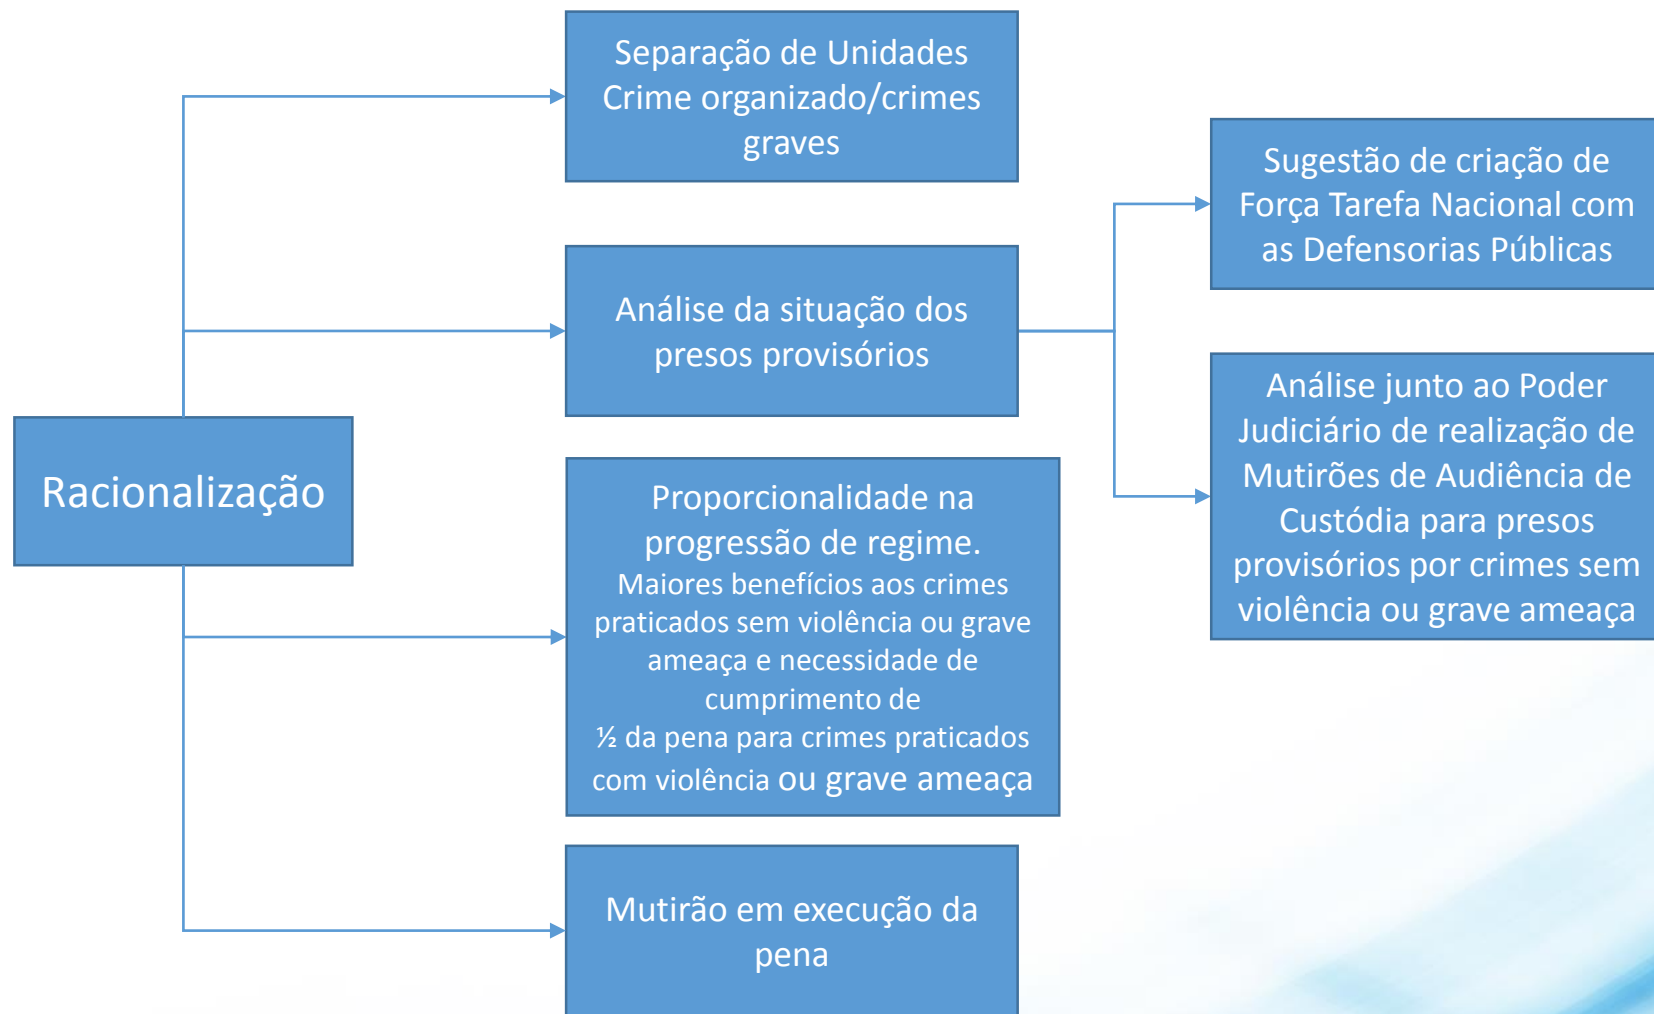 Racionalização
Separação de Unidades
Crime organizado/crimes
graves
Análise da situação dos
presos provisórios
Proporcionalidade na
progressão de regime.
Maiores benefícios aos crimes
praticados sem violência ou grave
ameaça e necessidade de
cumprimento de
½ da pena para crimes praticados
com violência ou grave ameaça
Mutirão em execução da
pena
Sugestão de criação de
Força Tarefa Nacional com
as Defensorias Públicas
Análise junto ao Poder
Judiciário de realização de
Mutirões de Audiência de
Custódia para presos
provisórios por crimes sem
violência ou grave ameaça